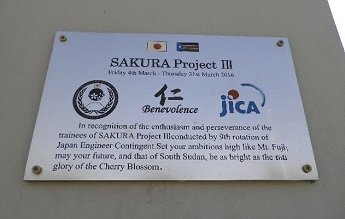 SAKURA Project III
Friday 4th March - Thursday 31st March 2016
仁
Benevolence
JICA
In recognition of the enthusiasm and perseverance of the
trainees of SAKURA Project IIIconducted by 9th rotation of
Japan Engineer Contingent.Set your ambitions high like Mt. Fuji,
may your future, and that of South Sudan, be as bright as the full
glory of the Cherry Blossom.